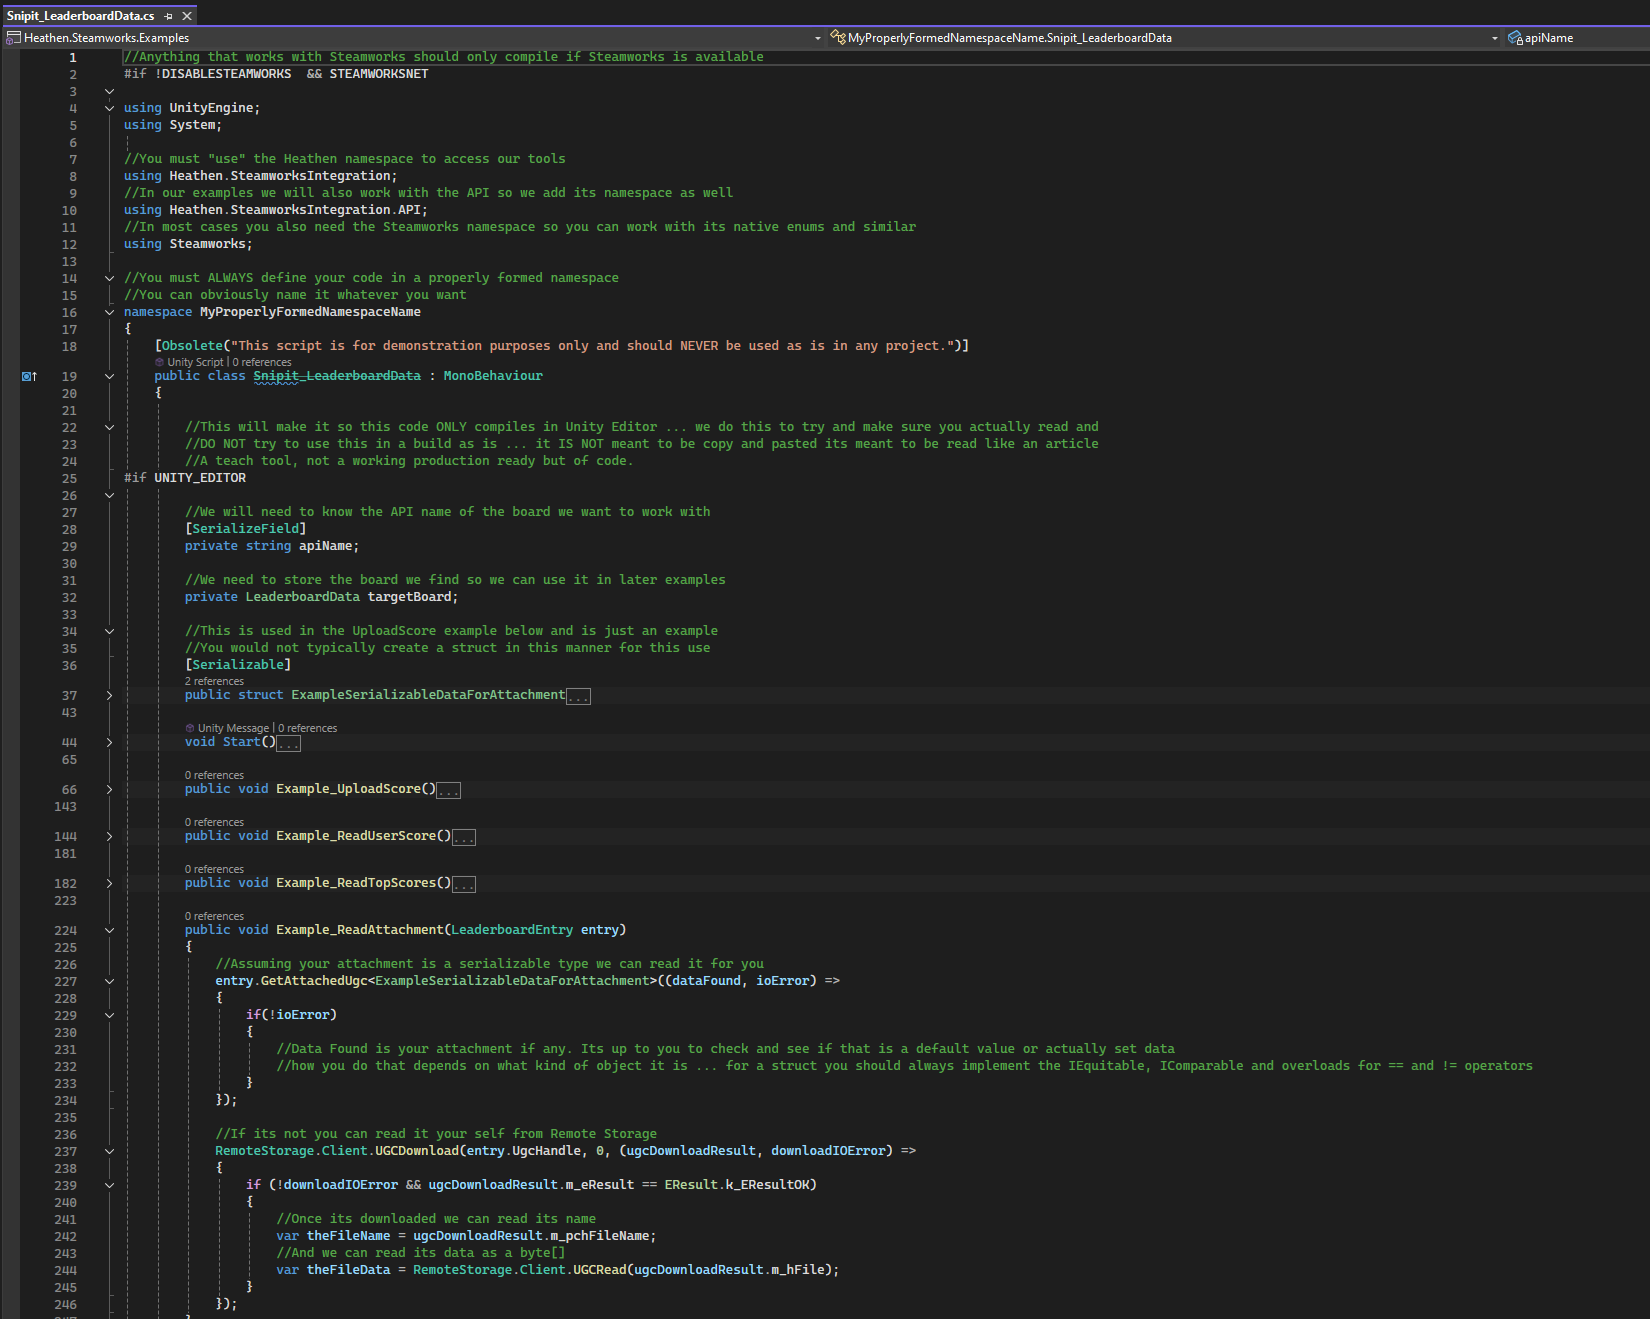 Snipit_LeaderboardData.cs
Heathen.Steamworks.Examples MyProperlyFormedNamespaceName.Snipit_LeaderboardData apiName
1 //Anything that works with Steamworks should only compile if Steamworks is available
2 #if !DISABLESTEAMWORKS  && STEAMWORKSNET
3
4 using UnityEngine;
5 using System;
6
7 //You must "use" the Heathen namespace to access our tools
8 using Heathen.SteamworksIntegration;
9 //In our examples we will also work with the API so we add its namespace as well
10 using Heathen.SteamworksIntegration.API;
11 //In most cases you also need the Steamworks namespace so you can work with its native enums and similar
12 using Steamworks;
13
14 //You must ALWAYS define your code in a properly formed namespace
15 //You can obviously name it whatever you want
16 namespace MyProperlyFormedNamespaceName
17 {
18 [Obsolete("This script is for demonstration purposes only and should NEVER be used as is in any project.")]
Unity Script | 0 references
19 public class Snipit_LeaderboardData : MonoBehaviour
20 {
21
22 //This will make it so this code ONLY compiles in Unity Editor ... we do this to try and make sure you actually read and
23 //DO NOT try to use this in a build as is ... it IS NOT meant to be copy and pasted its meant to be read like an article
24 //A teach tool, not a working production ready but of code.
25 #if UNITY_EDITOR
26
27 //We will need to know the API name of the board we want to work with
28 [SerializeField]
29 private string apiName;
30
31 //We need to store the board we find so we can use it in later examples
32 private LeaderboardData targetBoard;
33
34 //This is used in the UploadScore example below and is just an example
35 //You would not typically create a struct in this manner for this use
36 [Serializable]
2 references
37 public struct ExampleSerializableDataForAttachment...
43
Unity Message | 0 references
44 void Start()...
65
0 references
66 public void Example_UploadScore()...
143
0 references
144 public void Example_ReadUserScore()...
181
0 references
182 public void Example_ReadTopScores()...
223
0 references
224 public void Example_ReadAttachment(LeaderboardEntry entry)
225 {
226 //Assuming your attachment is a serializable type we can read it for you
227 entry.GetAttachedUgc<ExampleSerializableDataForAttachment>((dataFound, ioError) =>
228 {
229 if(!ioError)
230 {
231 //Data Found is your attachment if any. Its up to you to check and see if that is a default value or actually set data
232 //how you do that depends on what kind of object it is ... for a struct you should always implement the IEquitable, IComparable and overloads for == and != operators
233 }
234 });
235
236 //If its not you can read it your self from Remote Storage
237 RemoteStorage.Client.UGCDownload(entry.UgcHandle, 0, (ugcDownloadResult, downloadIOError) =>
238 {
239 if (!downloadIOError && ugcDownloadResult.m_eResult == EResult.k_EResultOK)
240 {
241 //Once its downloaded we can read its name
242 var theFileName = ugcDownloadResult.m_pchFileName;
243 //And we can read its data as a byte[]
244 var theFileData = RemoteStorage.Client.UGCRead(ugcDownloadResult.m_hFile);
245 }
246 });